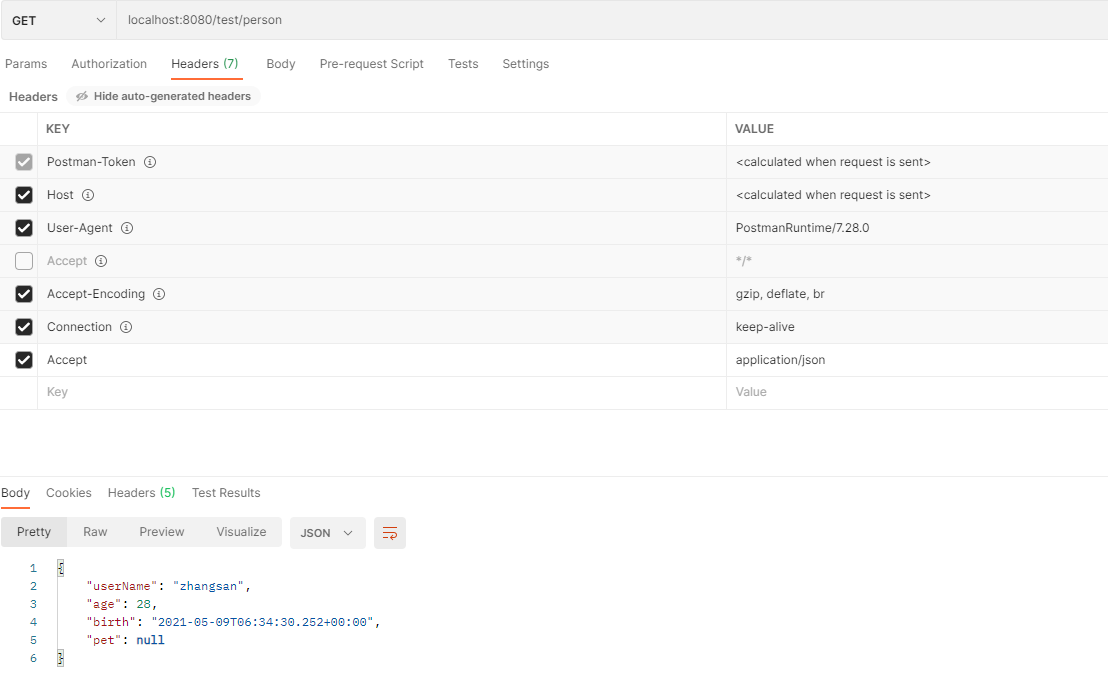 GET localhost:8080/test/person
Params Authorization Headers (7) Body Pre-request Script Tests Settings
Headers Hide auto-generated headers
KEY VALUE
Postman-Token <calculated when request is sent>
Host <calculated when request is sent>
User-Agent PostmanRuntime/7.28.0
Accept */*
Accept-Encoding gzip, deflate, br
Connection keep-alive
Accept application/json
Key Value
Body Cookies Headers (5) Test Results
Pretty Raw Preview Visualize JSON
1 {
2 "userName": "zhangsan",
3 "age": 28,
4 "birth": "2021-05-09T06:34:30.252+00:00",
5 "pet": null
6 }